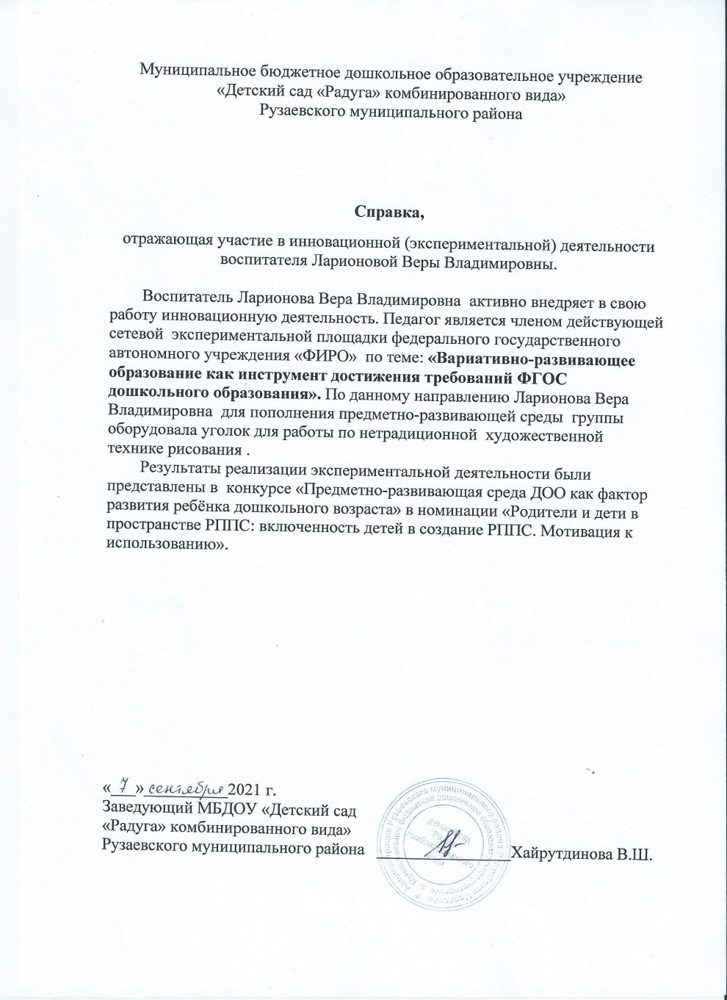 Муниципальное бюджетное дошкольное образовательное учреждение
«Детский сад «Радуга» комбинированного вида»
Рузаевского муниципального района
Справка,
отражающая участие в инновационной (экспериментальной) деятельности
воспитателя Ларионовой Веры Владимировны.
Воспитатель Ларионова Вера Владимировна активно внедряет в свою
работу инновационную деятельность. Педагог является членом действующей
сетевой экспериментальной площадки федерального государственного
автономного учреждения «ФИРО» по теме: «Вариативно-развивающее
образование как инструмент достижения требований ФГОС
дошкольного образования». По данному направлению Ларионова Вера
Владимировна для пополнения предметно-развивающей среды группы
оборудовала уголок для работы по нетрадиционной художественной
технике рисования .
Результаты реализации экспериментальной деятельности были
представлены в конкурсе «Предметно-развивающая среда ДОО как фактор
развития ребёнка дошкольного возраста» в номинации «Родители и дети в
пространстве РППС: включенность детей в создание РППС. Мотивация к
использованию».
«7» сентября 2021 г.
Заведующий МБДОУ «Детский сад
«Радуга» комбинированного вида»
Рузаевского муниципального района ___________________Хайрутдинова В.Ш.